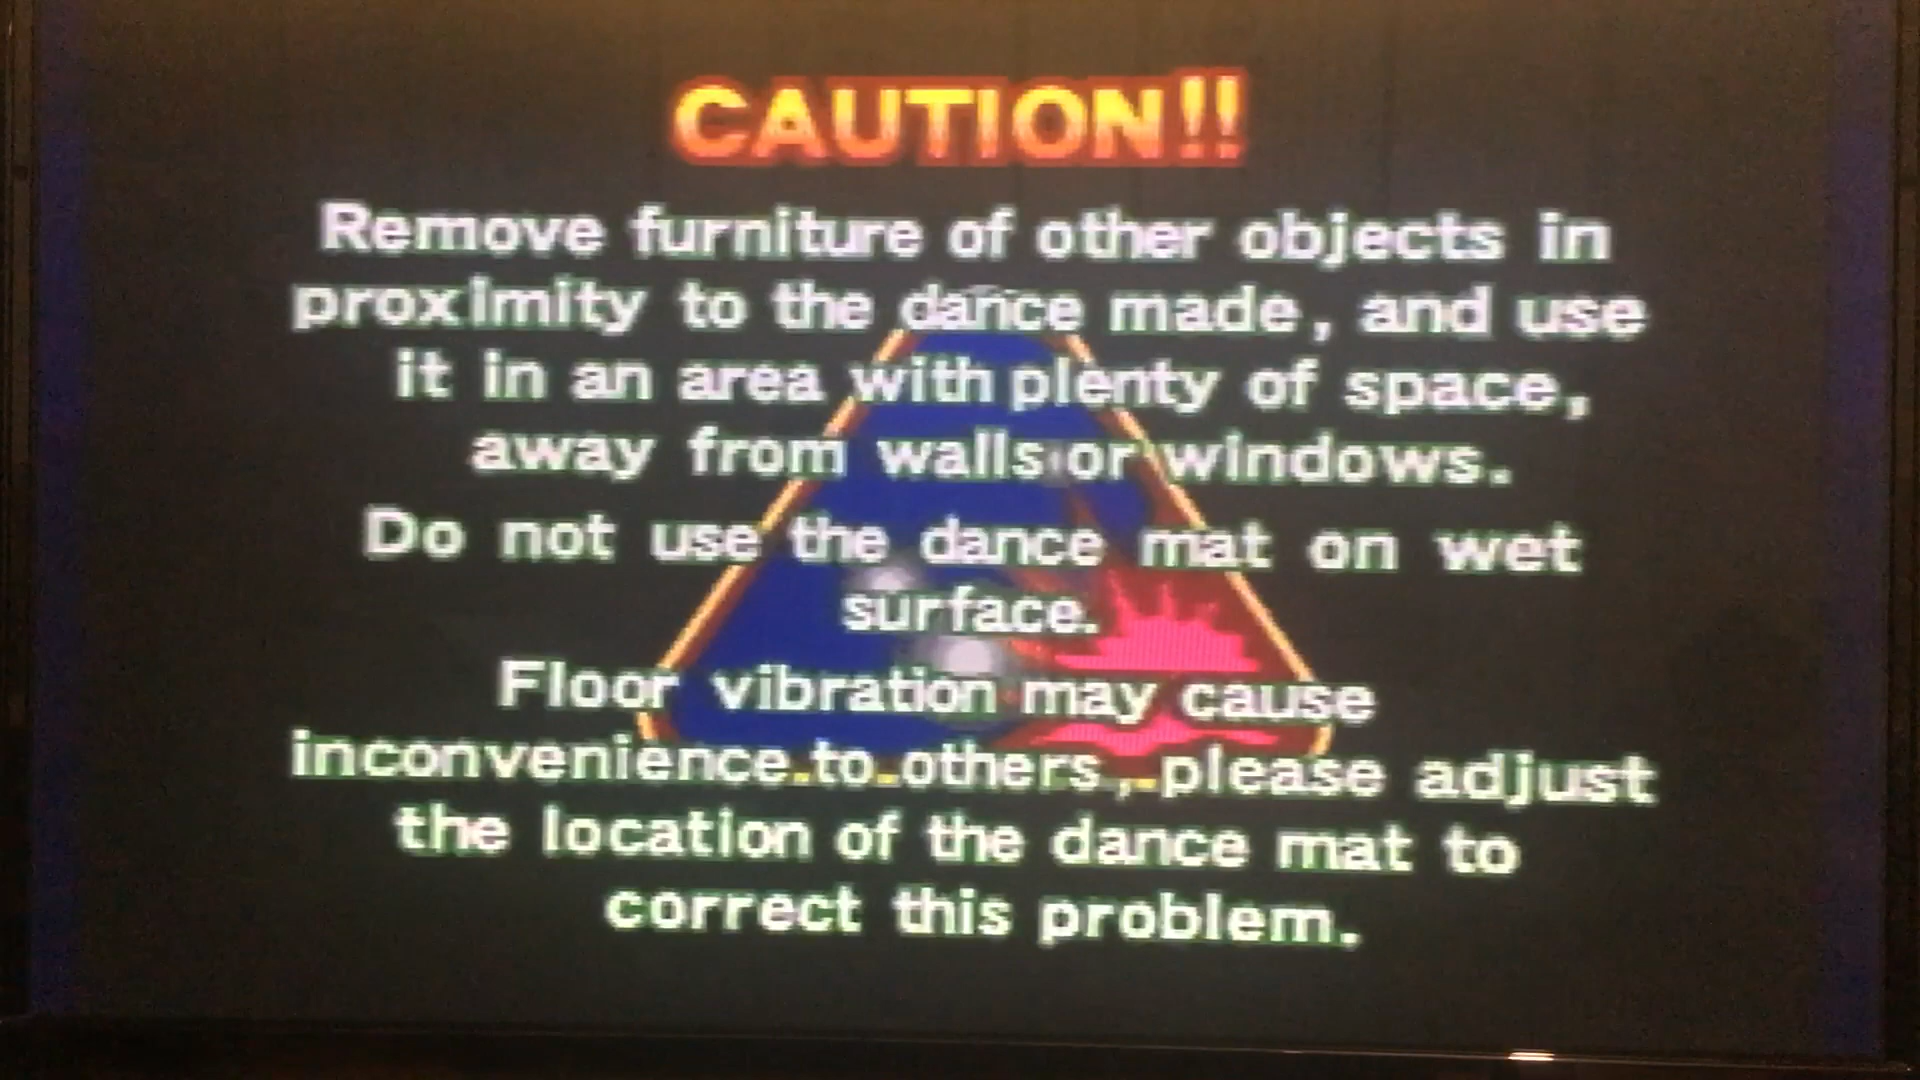 CAUTION!!
Remove furniture of other objects in
proximity to the dance made, and use
it in an area with plenty of space,
away from walls or windows.
Do not use the dance mat on wet
surface.
Floor vibration may cause
inconvenience to others, please adjust
the location of the dance mat to
correct this problem.